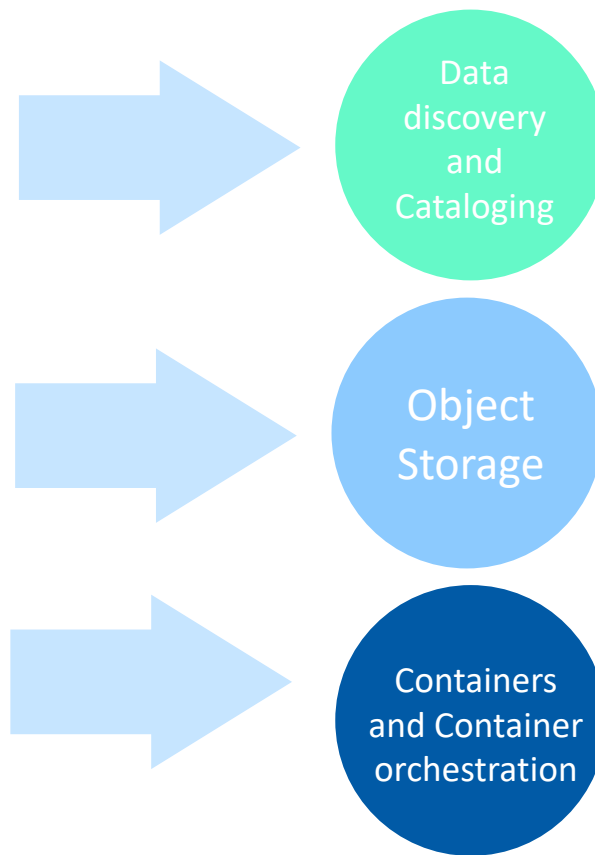 Data
discovery
and
Cataloging
Object
Storage
Containers
and Container
orchestration